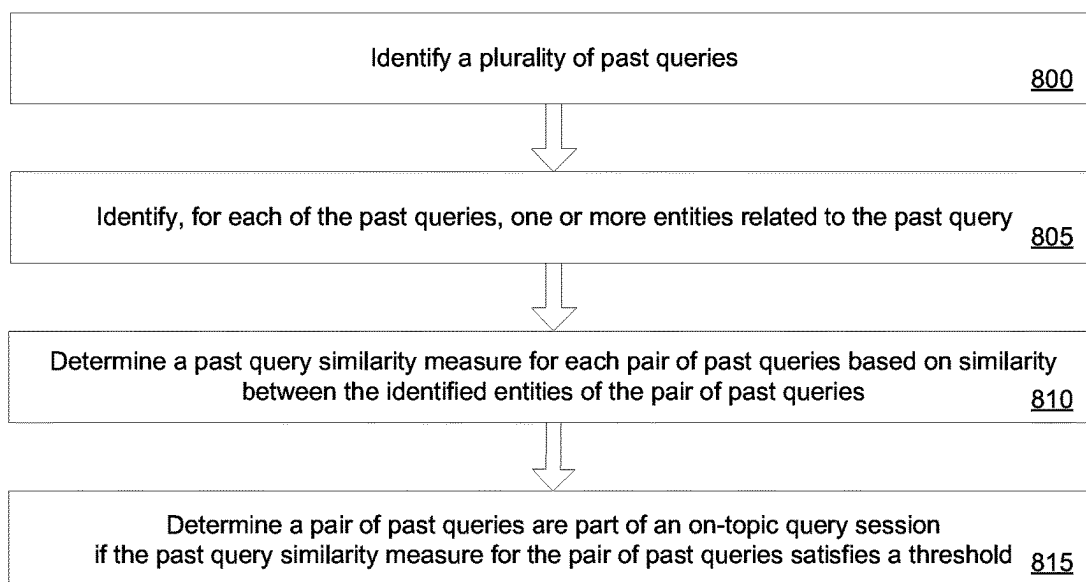 Identify a plurality of past queries
800
Identify, for each of the past queries, one or more entities related to the past query
805
Determine a past query similarity measure for each pair of past queries based on similarity
between the identified entities of the pair of past queries
810
Determine a pair of past queries are part of an on-topic query session
if the past query similarity measure for the pair of past queries satisfies a threshold
815